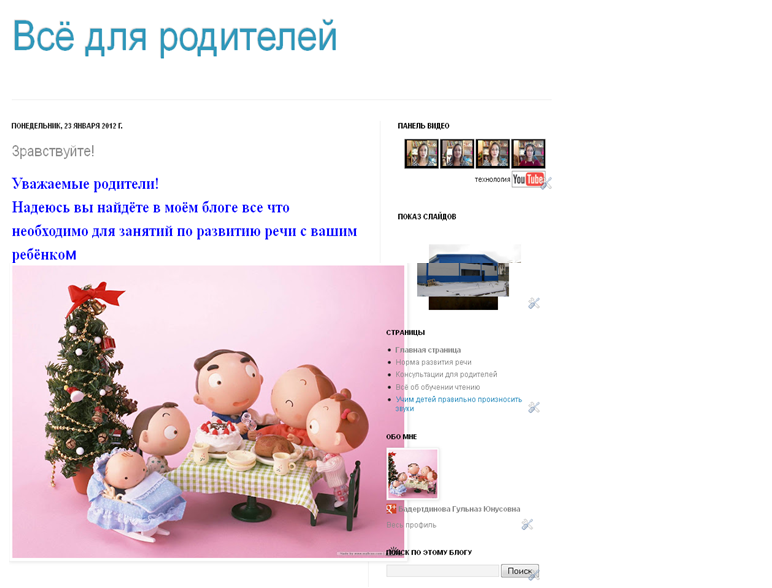 Всё для родителей
ПОНЕДЕЛЬНИК, 23 ЯНВАРЯ 2012 Г.
Зравствуйте!
Уважаемые родители!
Надеюсь вы найдёте в моём блоге все что
необходимо для занятий по развитию речи с вашим
ребёнком
ПАНЕЛЬ ВИДЕО
технология YouTube
ПОКАЗ СЛАЙДОВ
СТРАНИЦЫ
Главная страница
Норма развития речи
Консультации для родителей
Всё об обучении чтению
Учим детей правильно произносить
звуки
ОБО МНЕ
Бадертдинова Гульназ Юнусовна
Весь профиль
ПОИСК ПО ЭТОМУ БЛОГУ
Поиск